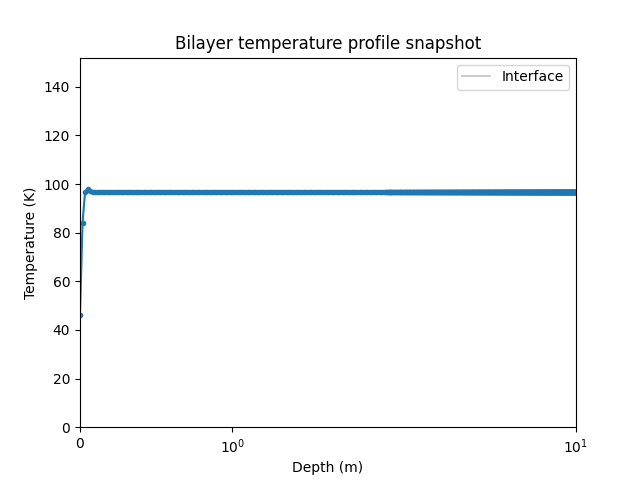 Bilayer temperature profile snapshot
Interface
Temperature (K)
140
120
100
80
60
40
20
0
0
10⁰
10¹
Depth (m)